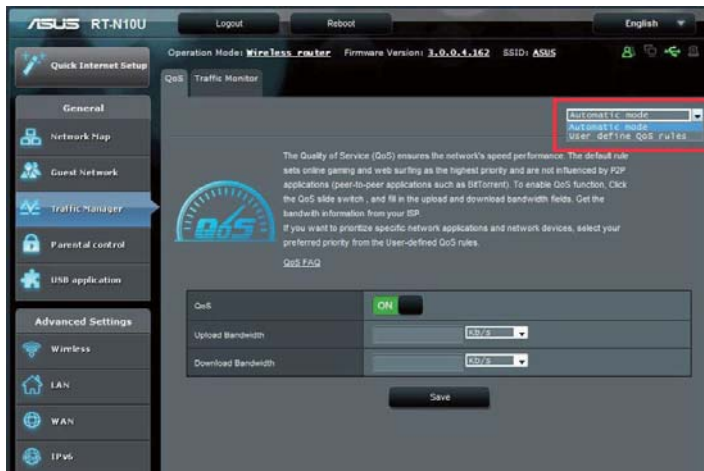 ASUS RT-N10U
Logout
Reboot
English
Operation Mode: Wireless router Firmware Version: 3.0.0.4.162 SSID: ASUS
Quick Internet Setup
QoS
Traffic Monitor
General
Network Map
Guest Network
Traffic Manager
Parental control
USB application
Advanced Settings
Wireless
LAN
WAN
IPv6
Automatic mode
Automatic mode
User define QoS rules
QoS
The Quality of Service (QoS) ensures the network's speed performance. The default rule
sets online gaming and web surfing as the highest priority and are not influenced by P2P
applications (peer-to-peer applications such as BitTorrent). To enable QoS function, Click
the QoS slide switch , and fill in the upload and download bandwidth fields. Get the
bandwith information from your ISP.
If you want to prioritize specific network applications and network devices, select your
preferred priority from the User-defined QoS rules.
QoS FAQ
QoS
ON
Upload Bandwidth
Kb/s
Download Bandwidth
Kb/s
Save